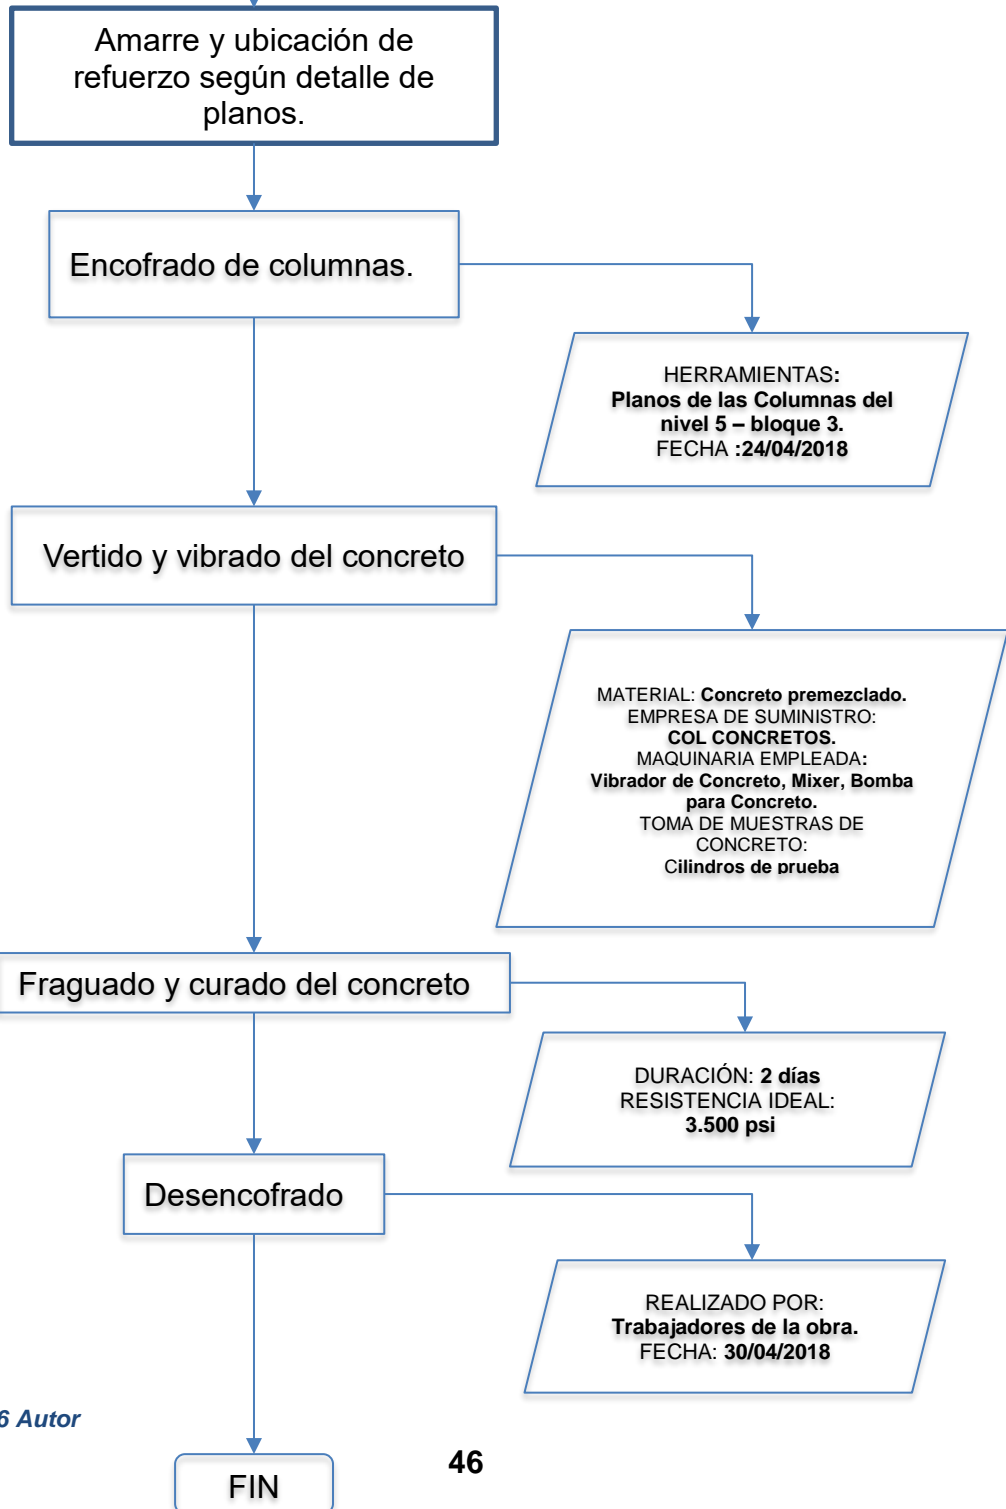 Amarre y ubicación de
refuerzo según detalle de
planos.
Encofrado de columnas.
HERRAMIENTAS:
Planos de las Columnas del
nivel 5 – bloque 3.
FECHA :24/04/2018
Vertido y vibrado del concreto
MATERIAL: Concreto premezclado.
EMPRESA DE SUMINISTRO:
COL CONCRETOS.
MAQUINARIA EMPLEADA:
Vibrador de Concreto, Mixer, Bomba
para Concreto.
TOMA DE MUESTRAS DE
CONCRETO:
Cilindros de prueba
Fraguado y curado del concreto
DURACIÓN: 2 días
RESISTENCIA IDEAL:
3.500 psi
Desencofrado
REALIZADO POR:
Trabajadores de la obra.
FECHA: 30/04/2018
6 Autor
46
FIN